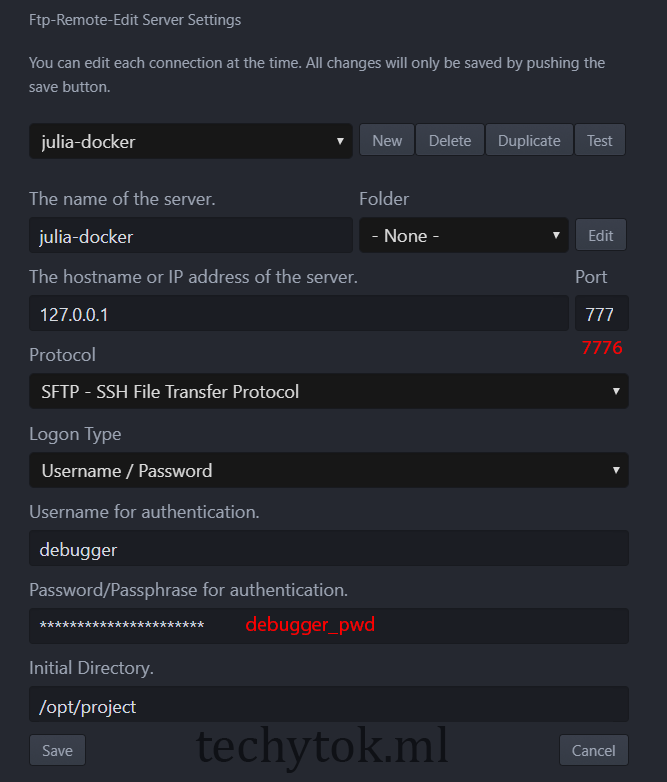 Ftp-Remote-Edit Server Settings
You can edit each connection at the time. All changes will only be saved by pushing the
save button.
julia-docker New Delete Duplicate Test
The name of the server. Folder
julia-docker - None - Edit
The hostname or IP address of the server. Port
127.0.0.1 777
7776
Protocol
SFTP - SSH File Transfer Protocol
Logon Type
Username / Password
Username for authentication.
debugger
Password/Passphrase for authentication.
********************** debugger_pwd
Initial Directory.
/opt/project
Save techytok.ml Cancel